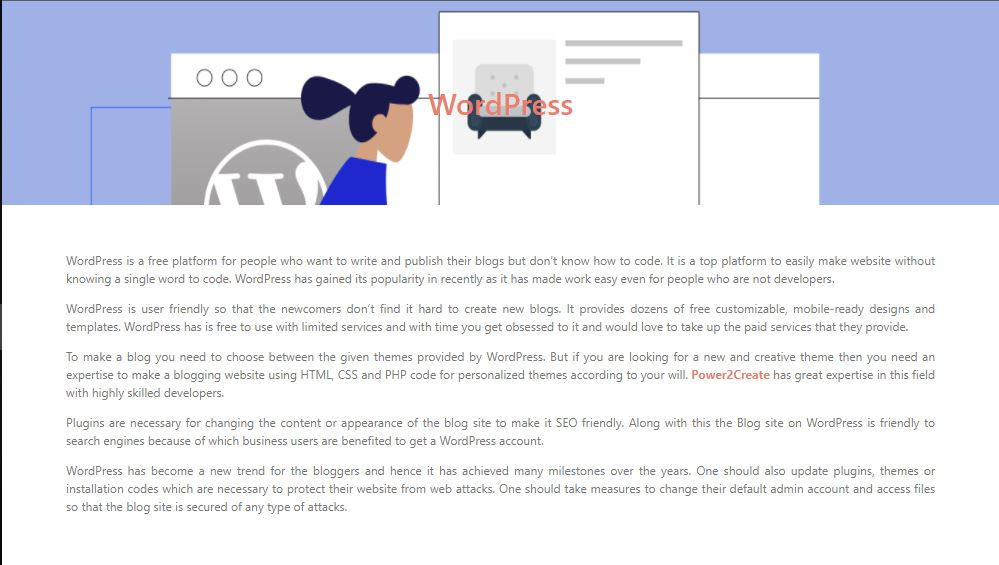 WordPress
WordPress is a free platform for people who want to write and publish their blogs but don't know how to code. It is a top platform to easily make website without
knowing a single word to code. WordPress has gained its popularity in recently as it has made work easy even for people who are not developers.
WordPress is user friendly so that the newcomers don't find it hard to create new blogs. It provides dozens of free customizable, mobile-ready designs and
templates. WordPress has is free to use with limited services and with time you get obsessed to it and would love to take up the paid services that they provide.
To make a blog you need to choose between the given themes provided by WordPress. But if you are looking for a new and creative theme then you need an
expertise to make a blogging website using HTML, CSS and PHP code for personalized themes according to your will. Power2Create has great expertise in this field
with highly skilled developers.
Plugins are necessary for changing the content or appearance of the blog site to make it SEO friendly. Along with this the Blog site on WordPress is friendly to
search engines because of which business users are benefited to get a WordPress account.
WordPress has become a new trend for the bloggers and hence it has achieved many milestones over the years. One should also update plugins, themes or
installation codes which are necessary to protect their website from web attacks. One should take measures to change their default admin account and access files
so that the blog site is secured of any type of attacks.